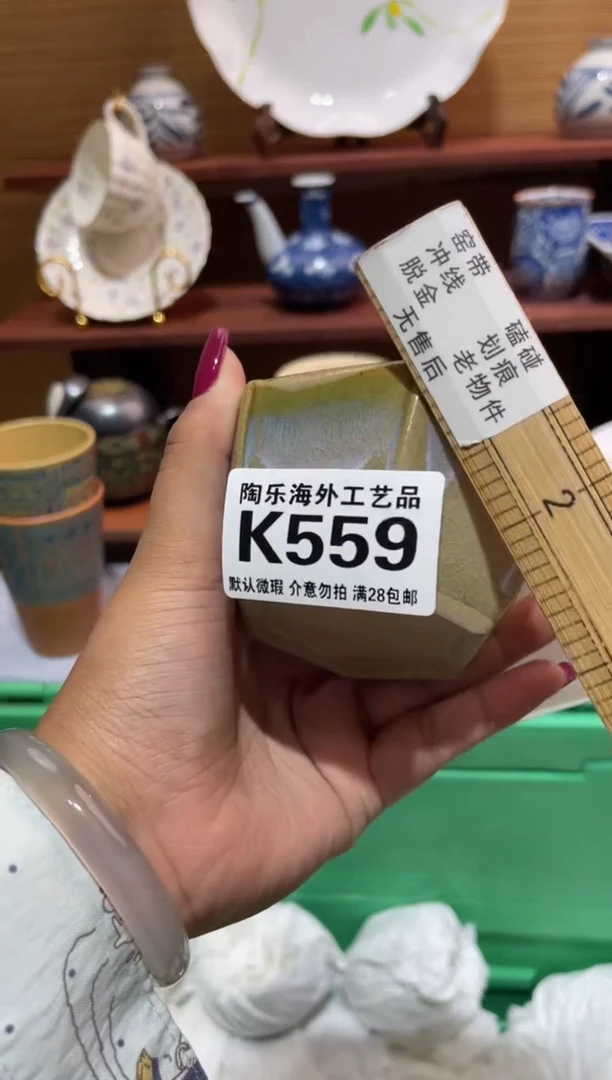 窑带 磕碰
冲线 划痕
脱金 老物件
无售后
2
陶乐海外工艺品
K559
默认微瑕 介意勿拍 满28包邮